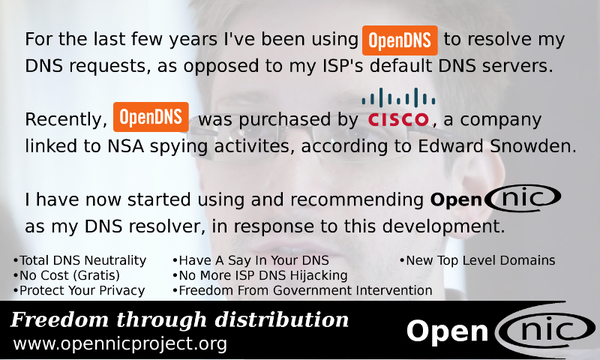 For the last few years I've been using OpenDNS to resolve my
DNS requests, as opposed to my ISP's default DNS servers.
Recently, OpenDNS was purchased by CISCO, a company
linked to NSA spying activites, according to Edward Snowden.
I have now started using and recommending Open nic
as my DNS resolver, in response to this development.
•Total DNS Neutrality •Have A Say In Your DNS •New Top Level Domains
•No Cost (Gratis) •No More ISP DNS Hijacking
•Protect Your Privacy •Freedom From Government Intervention
Freedom through distribution
www.opennicproject.org
Open nic